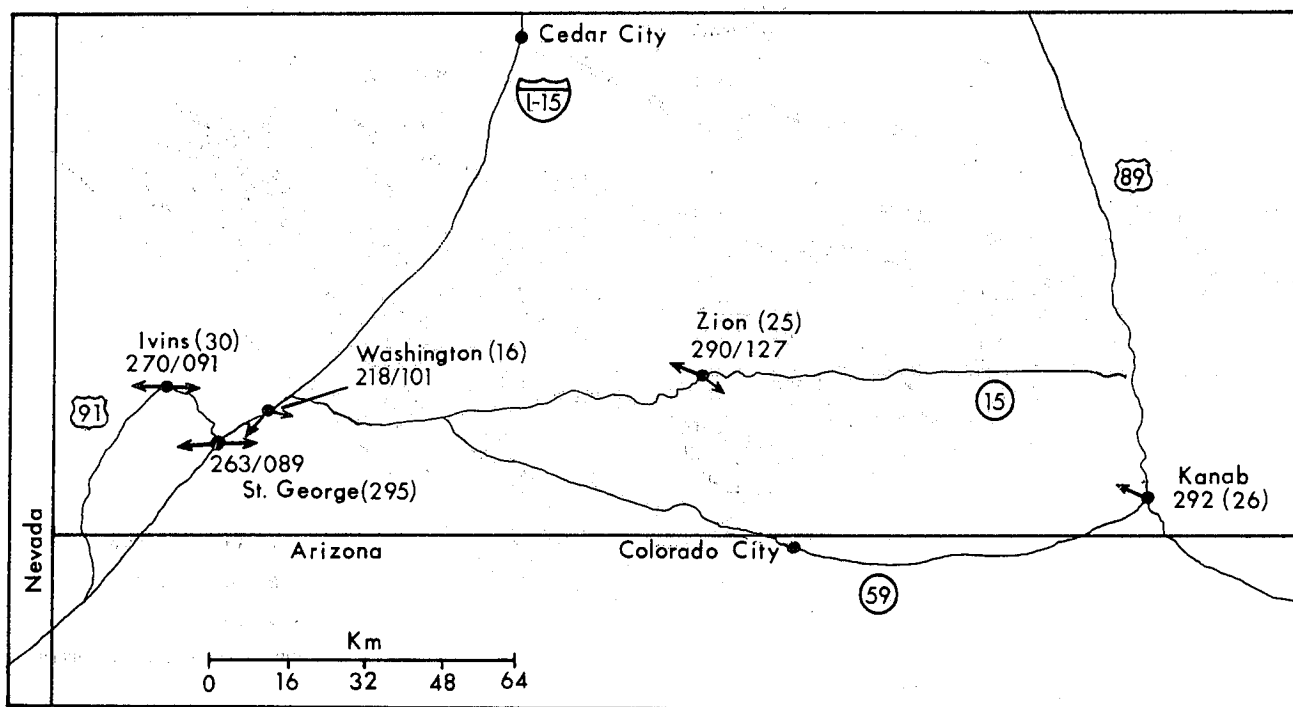 Cedar City
I-15
89
Ivins (30)
270/091
Washington (16)
218/101
Zion (25)
290/127
91
15
263/089
St. George (295)
Kanab
292 (26)
Nevada
Arizona
Colorado City
59
Km
0 16 32 48 64